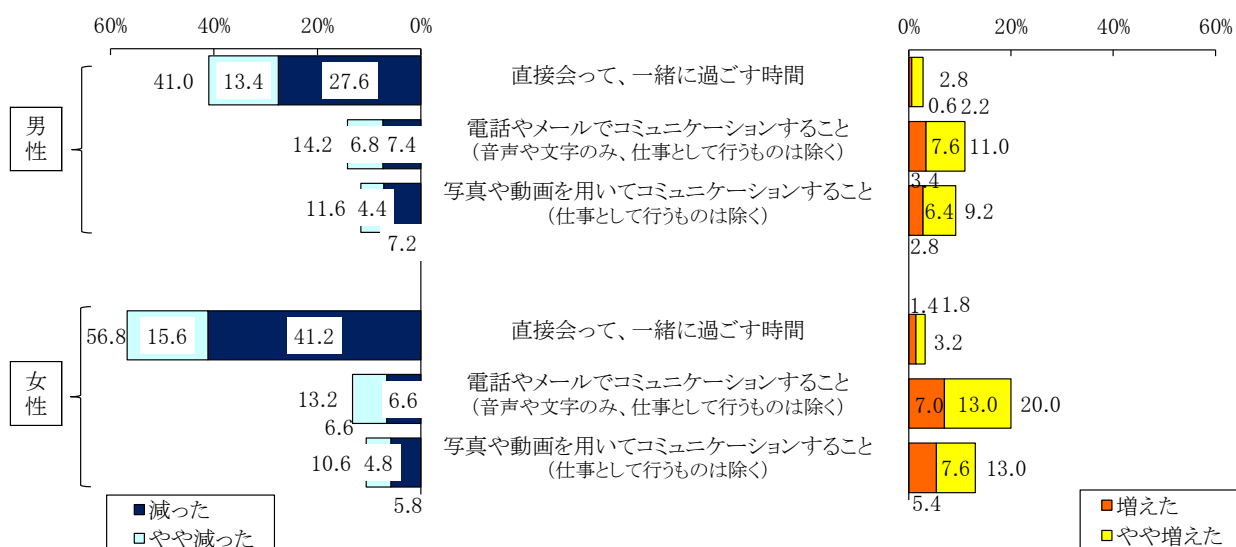 60% 40% 20% 0% 0% 20% 40% 60%
男性
41.0 13.4 27.6 直接会って、一緒に過ごす時間 2.8
0.6 2.2
14.2 6.8 7.4 電話やメールでコミュニケーションすること 7.6 11.0
(音声や文字のみ、仕事として行うものは除く)
3.4
11.6 4.4 写真や動画を用いてコミュニケーションすること 6.4 9.2
(仕事として行うものは除く)
7.2 2.8
女性
1.4 1.8
56.8 15.6 41.2 直接会って、一緒に過ごす時間 3.2
13.2 6.6 電話やメールでコミュニケーションすること 7.0 13.0 20.0
(音声や文字のみ、仕事として行うものは除く)
6.6
10.6 4.8 写真や動画を用いてコミュニケーションすること 7.6 13.0
(仕事として行うものは除く)
5.8 5.4
減った
やや減った
増えた
やや増えた